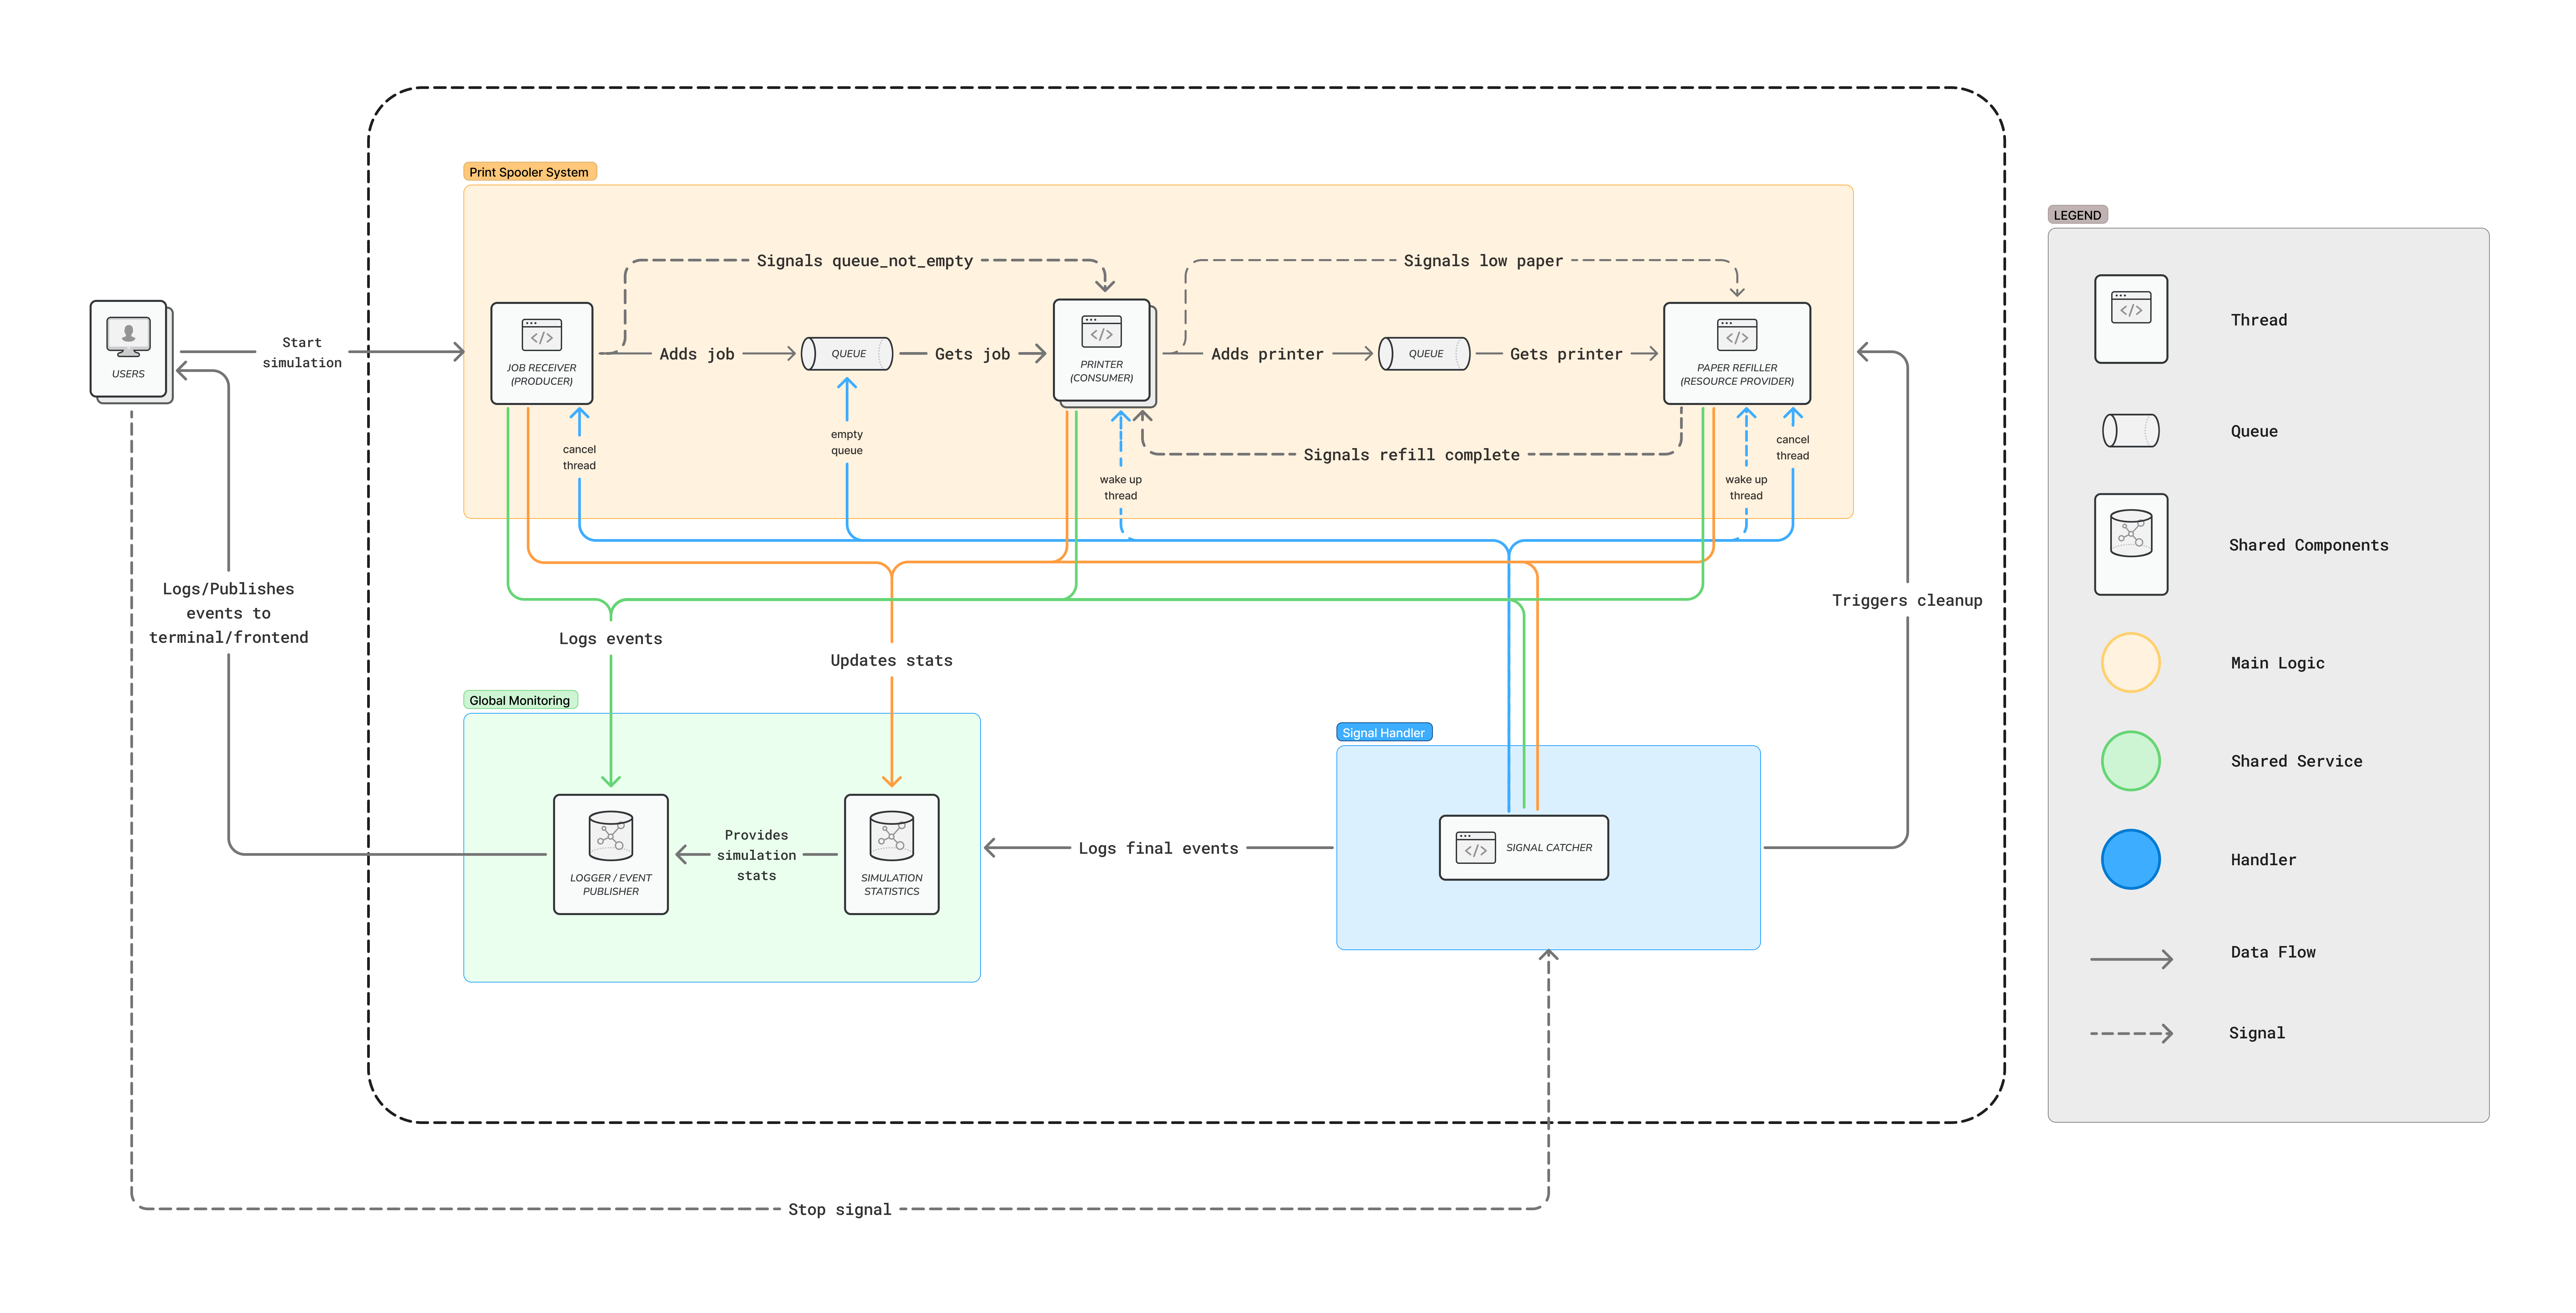 Print Spooler System
LEGEND
Signals queue_not_empty
Signals low paper
Thread
Start
simulation
USERS
JOB RECEIVER
(PRODUCER)
Adds job
QUEUE
Gets job
PRINTER
(CONSUMER)
Adds printer
QUEUE
Gets printer
PAPER REFILLER
(RESOURCE PROVIDER)
Queue
cancel
thread
empty
queue
wake up
thread
Signals refill complete
wake up
thread
cancel
thread
Shared Components
Logs/Publishes
events to
terminal/frontend
Logs events
Updates stats
Triggers cleanup
Main Logic
Global Monitoring
Signal Handler
Shared Service
LOGGER / EVENT
PUBLISHER
Provides
simulation
stats
SIMULATION
STATISTICS
Logs final events
SIGNAL CATCHER
Handler
Data Flow
Signal
Stop signal